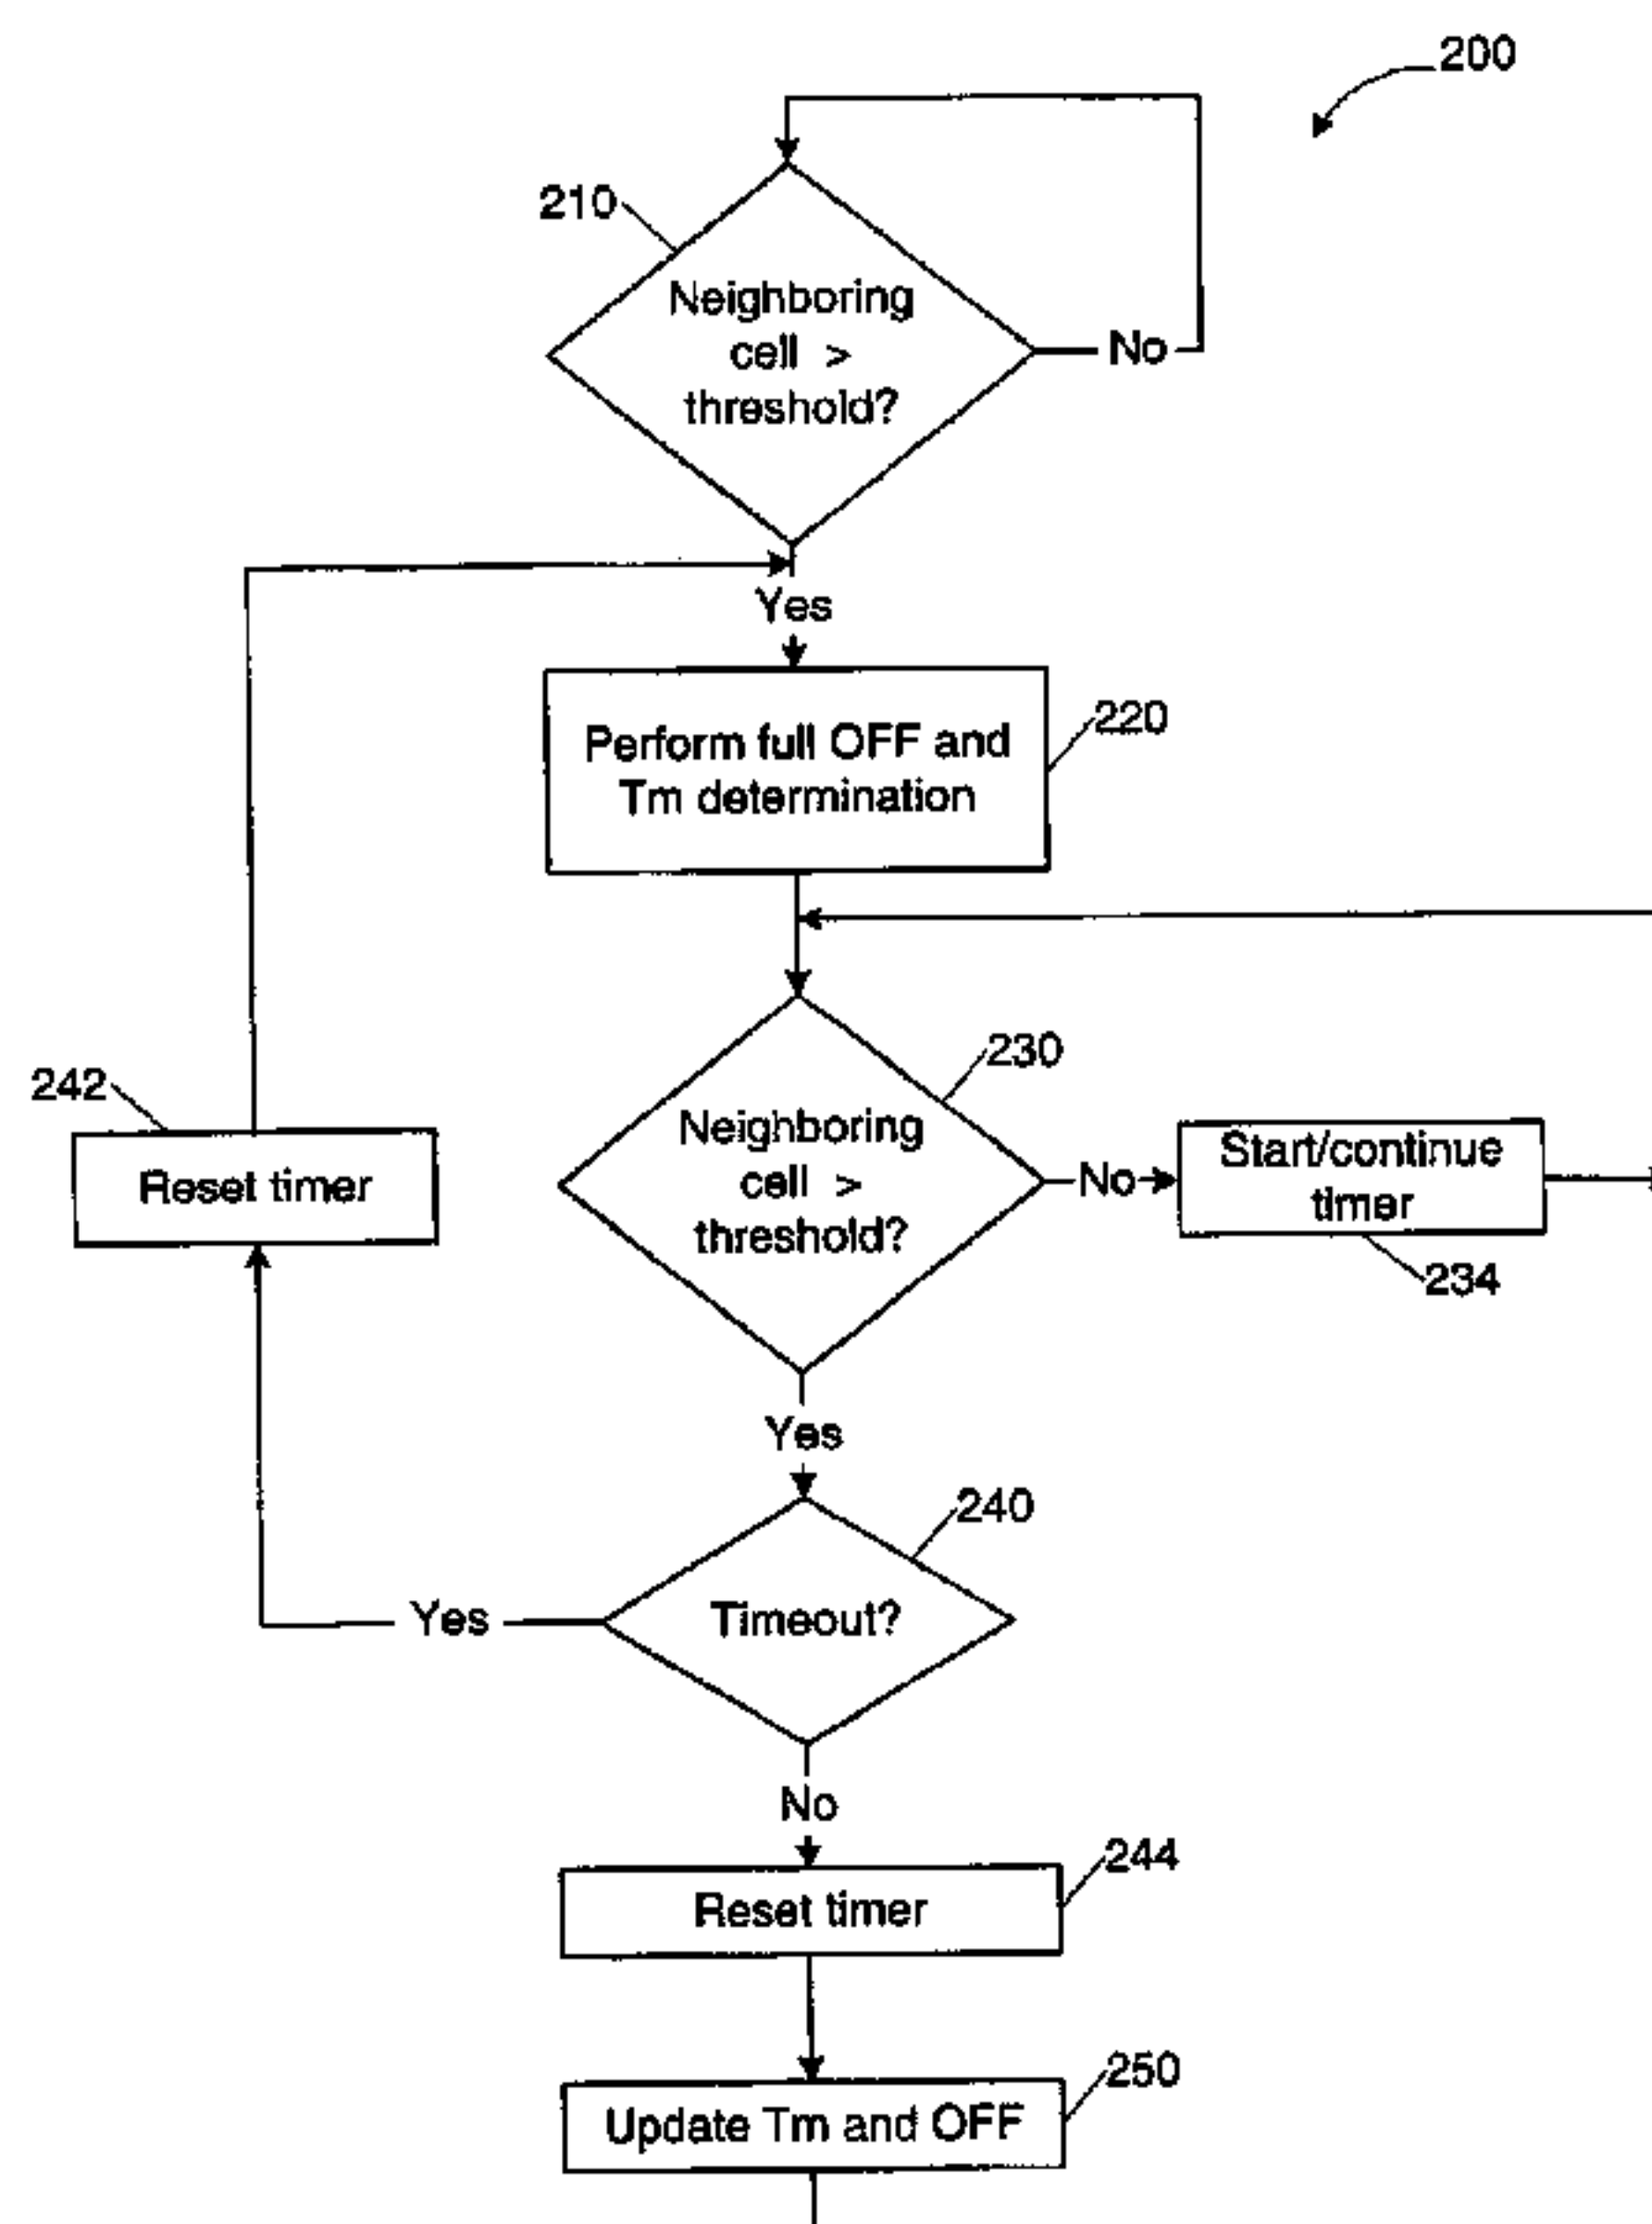 200
210
Neighboring
cell >
threshold?
No
Yes
Perform full OFF and
Tm determination
220
230
242
Neighboring
cell >
threshold?
No
Start/continue
timer
Reset timer
234
Yes
240
Timeout?
Yes
No
244
Reset timer
250
Update Tm and OFF